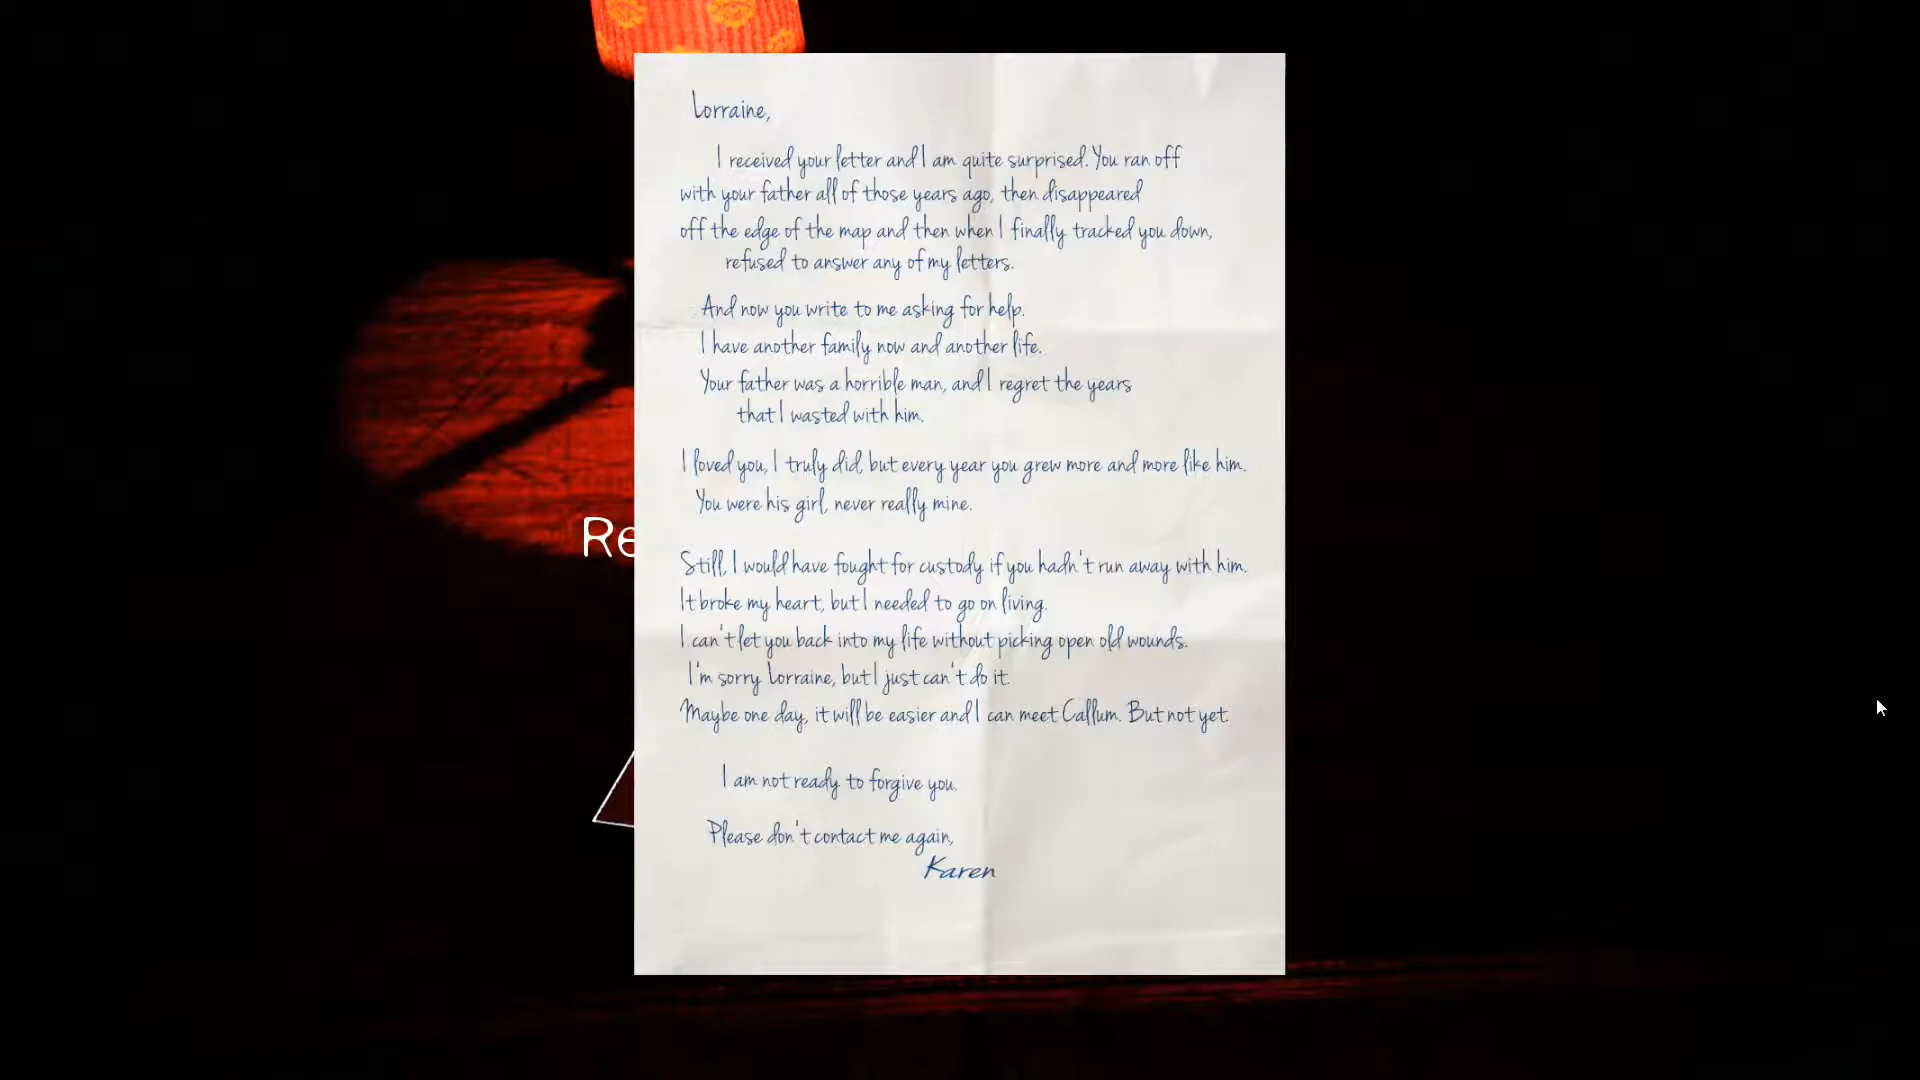 Lorraine,
I received your letter and I am quite surprised. You ran off
with your father all of those years ago, then disappeared
off the edge of the map and then when I finally tracked you down,
refused to answer any of my letters.
And now you write to me asking for help.
I have another family now and another life.
Your father was a horrible man, and I regret the years
that I wasted with him.
I loved you, I truly did, but every year you grew more and more like him.
You were his girl, never really mine.
Re
Still, I would have fought for custody if you hadn't run away with him.
It broke my heart, but I needed to go on living.
I can't let you back into my life without picking open old wounds.
I'm sorry Lorraine, but I just can't do it.
Maybe one day, it will be easier and I can meet Callum. But not yet.
I am not ready to forgive you.
Please don't contact me again,
Karen